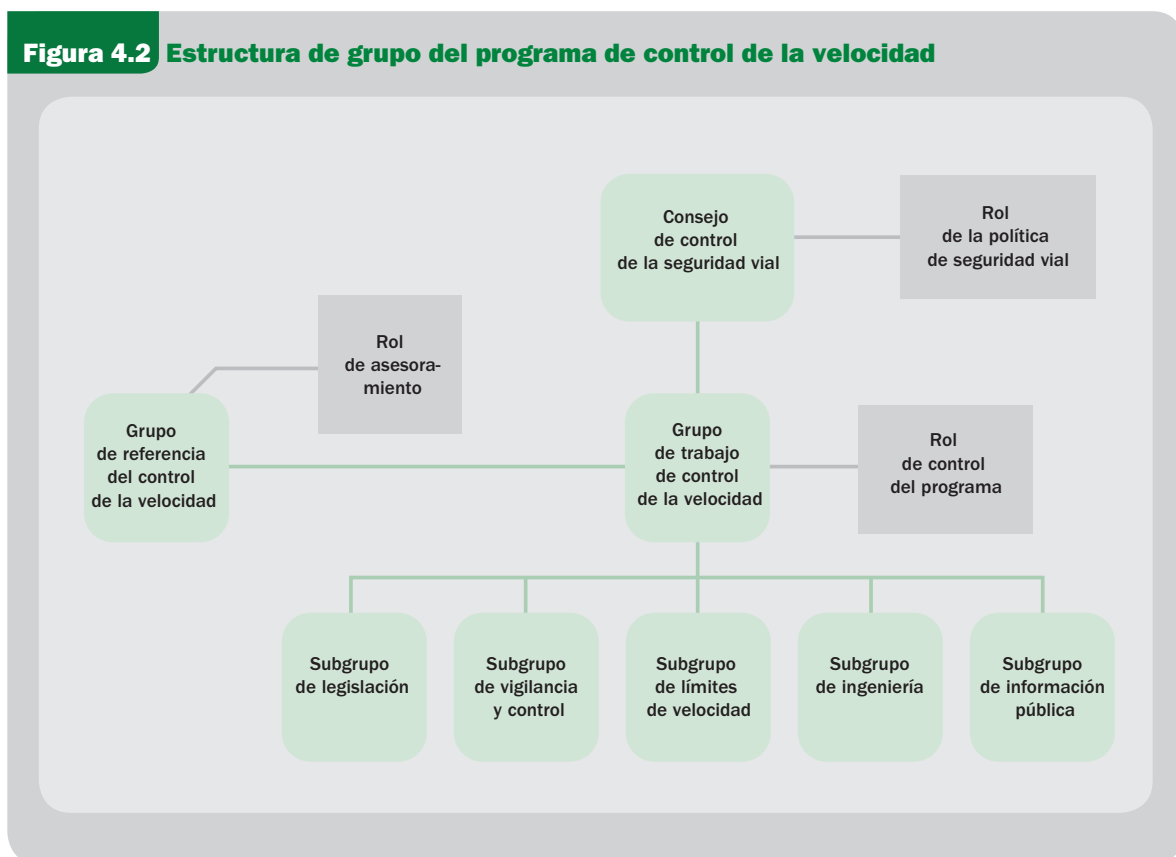 Figura 4.2 Estructura de grupo del programa de control de la velocidad
Consejo
de control
de la seguridad vial
Rol
de la política
de seguridad vial
Rol
de asesora-
miento
Grupo
de referencia
del control
de la velocidad
Grupo
de trabajo
de control
de la velocidad
Rol
de control
del programa
Subgrupo
de legislación
Subgrupo
de vigilancia
y control
Subgrupo
de límites
de velocidad
Subgrupo
de ingeniería
Subgrupo
de información
pública